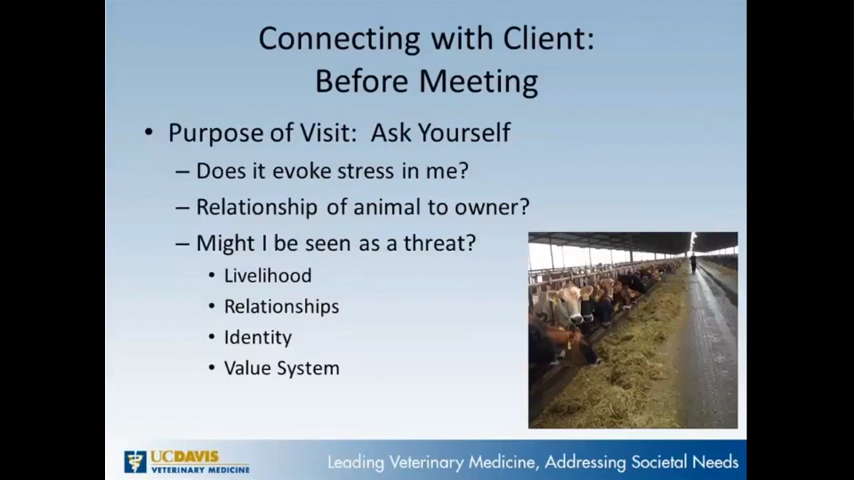 Connecting with Client:
Before Meeting
• Purpose of Visit: Ask Yourself
– Does it evoke stress in me?
– Relationship of animal to owner?
– Might I be seen as a threat?
• Livelihood
• Relationships
• Identity
• Value System
UCDAVIS
VETERINARY MEDICINE
Leading Veterinary Medicine, Addressing Societal Needs